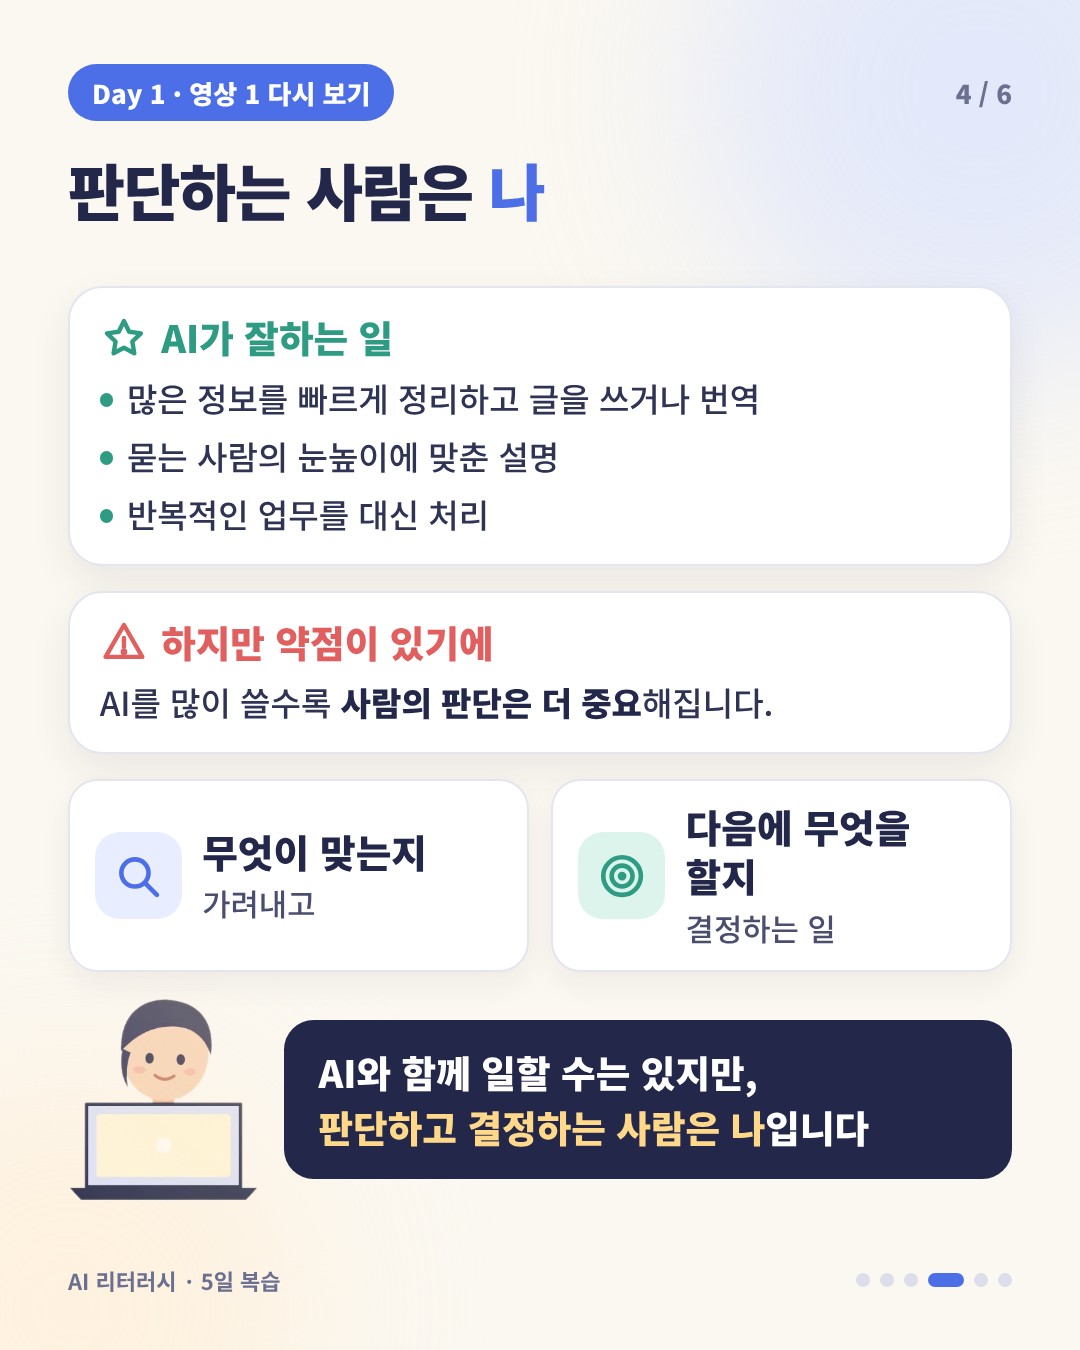 Day 1 · 영상 1 다시 보기
4 / 6
판단하는 사람은 나
AI가 잘하는 일
많은 정보를 빠르게 정리하고 글을 쓰거나 번역
묻는 사람의 눈높이에 맞춘 설명
반복적인 업무를 대신 처리
하지만 약점이 있기에
AI를 많이 쓸수록 사람의 판단은 더 중요해집니다.
무엇이 맞는지
가려내고
다음에 무엇을
할지
결정하는 일
AI와 함께 일할 수는 있지만,
판단하고 결정하는 사람은 나입니다
AI 리터러시 · 5일 복습